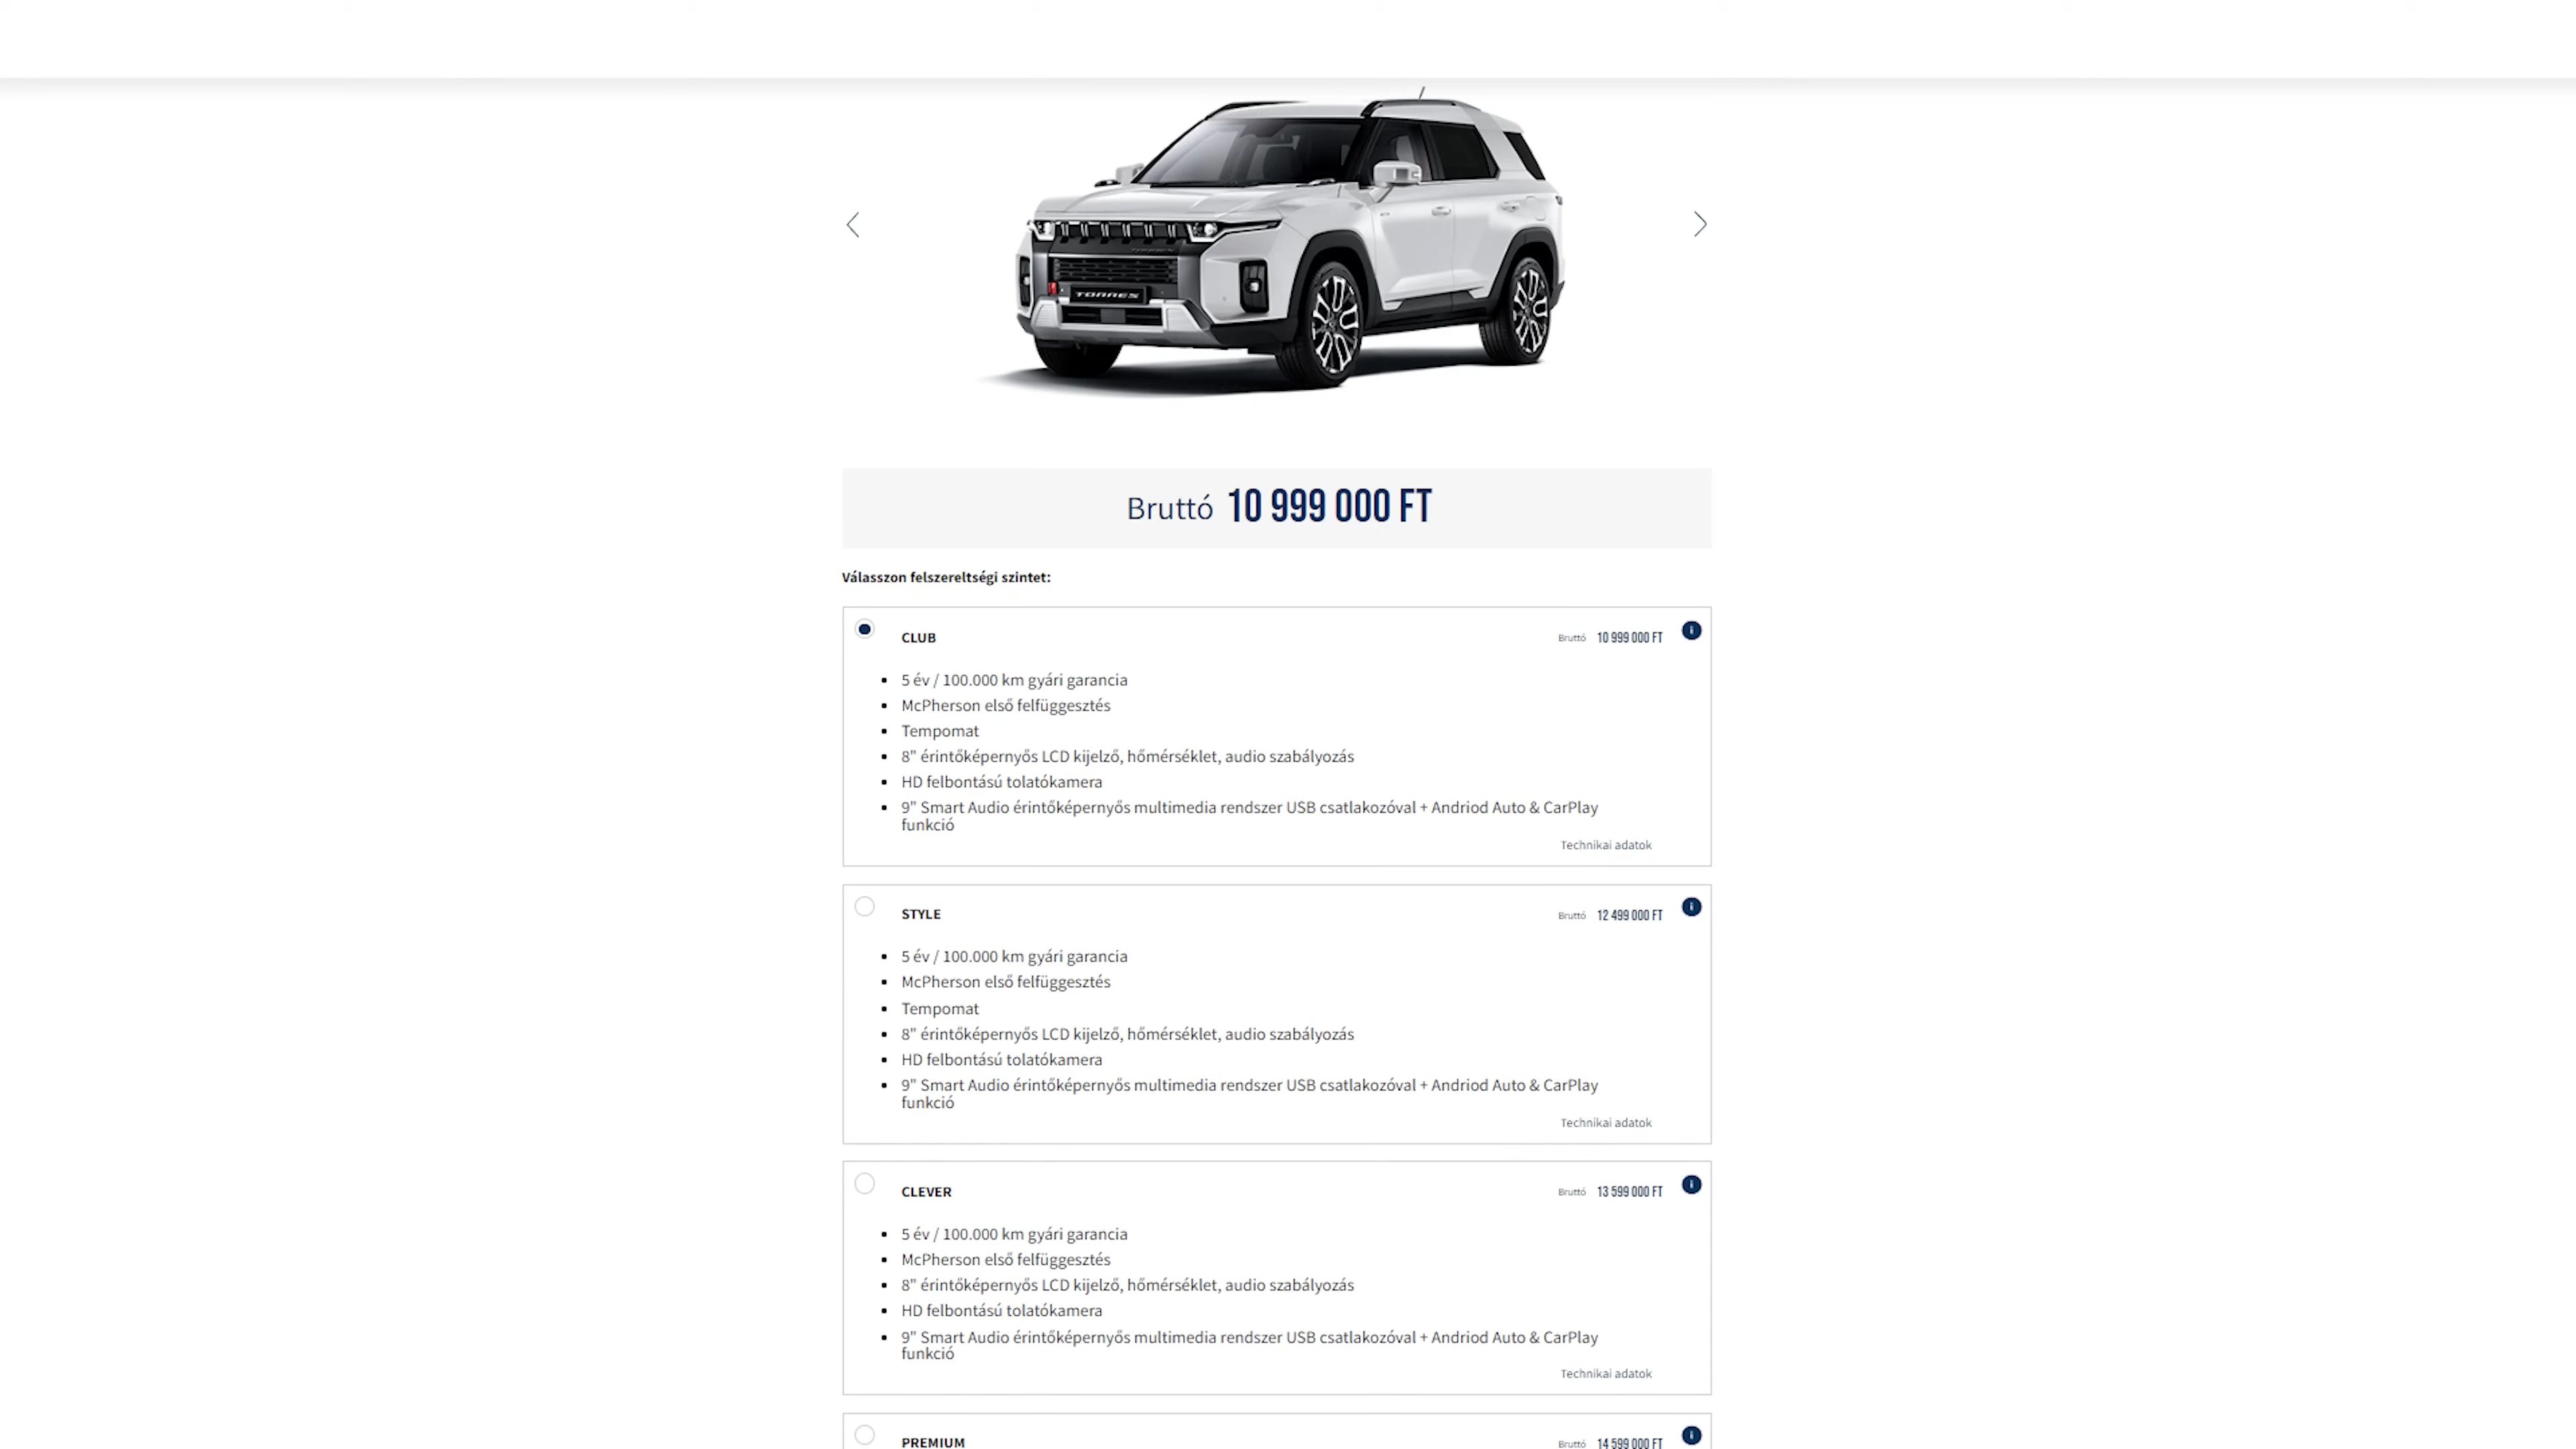 TORRES
Bruttó 10 999 000 FT
Válasszon felszereltségi szintet:
CLUB Bruttó 10 999 000 FT i
5 év / 100.000 km gyári garancia
McPherson első felfüggesztés
Tempomat
8" érintőképernyős LCD kijelző, hőmérséklet, audio szabályozás
HD felbontású tolatókamera
9" Smart Audio érintőképernyős multimedia rendszer USB csatlakozóval + Andriod Auto & CarPlay
funkció
Technikai adatok
STYLE Bruttó 12 499 000 FT i
5 év / 100.000 km gyári garancia
McPherson első felfüggesztés
Tempomat
8" érintőképernyős LCD kijelző, hőmérséklet, audio szabályozás
HD felbontású tolatókamera
9" Smart Audio érintőképernyős multimedia rendszer USB csatlakozóval + Andriod Auto & CarPlay
funkció
Technikai adatok
CLEVER Bruttó 13 599 000 FT i
5 év / 100.000 km gyári garancia
McPherson első felfüggesztés
8" érintőképernyős LCD kijelző, hőmérséklet, audio szabályozás
HD felbontású tolatókamera
9" Smart Audio érintőképernyős multimedia rendszer USB csatlakozóval + Andriod Auto & CarPlay
funkció
Technikai adatok
PREMIUM Bruttó 14 599 000 FT i